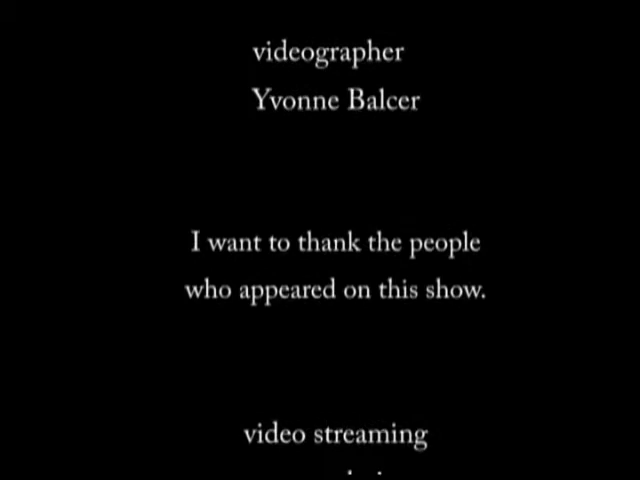 videographer
Yvonne Balcer
I want to thank the people
who appeared on this show.
video streaming